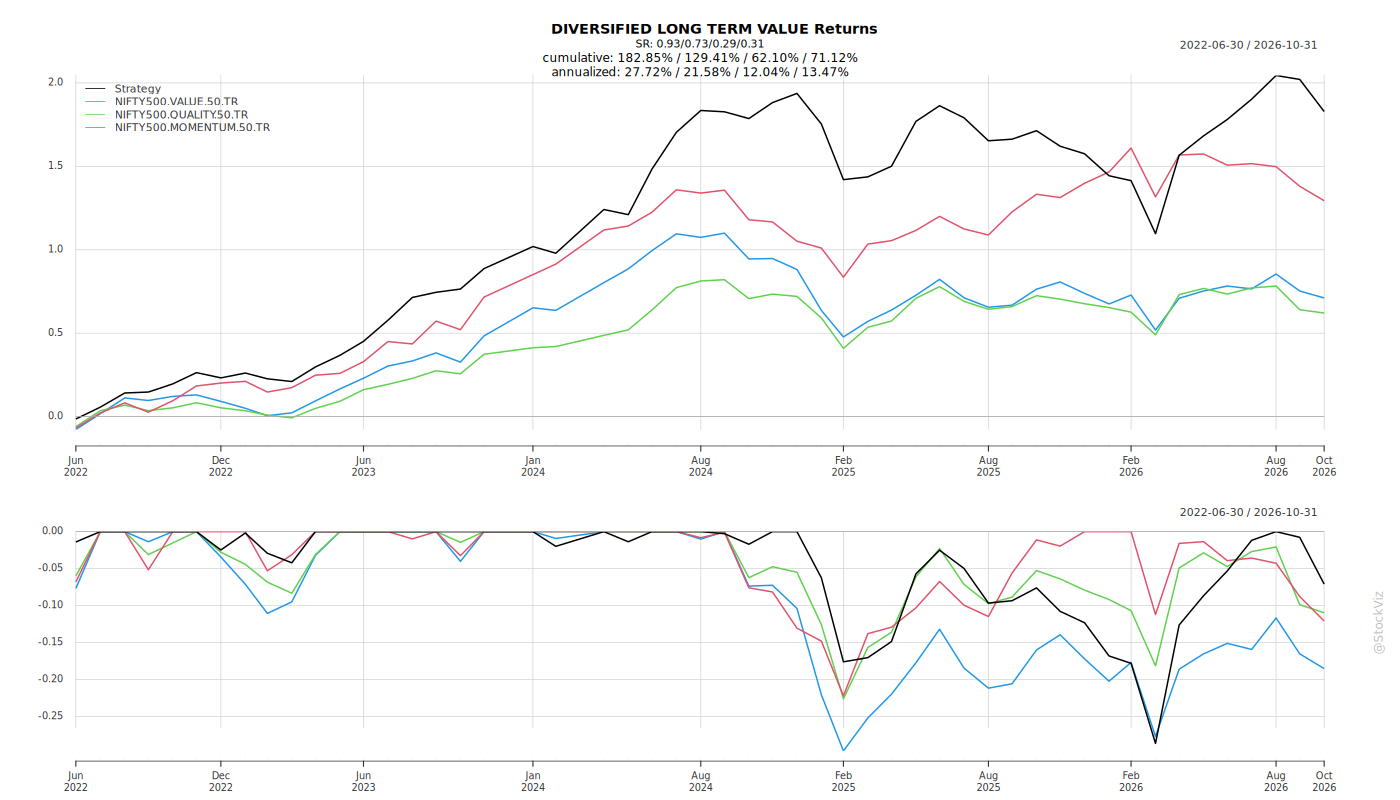 DIVERSIFIED LONG TERM VALUE Returns
SR: 0.93/0.73/0.29/0.31
cumulative: 182.85% / 129.41% / 62.10% / 71.12%
annualized: 27.72% / 21.58% / 12.04% / 13.47%
2022-06-30 / 2026-10-31
Strategy
NIFTY500.VALUE.50.TR
NIFTY500.QUALITY.50.TR
NIFTY500.MOMENTUM.50.TR
2.0
1.5
1.0
0.5
0.0
Jun Dec Jun Jan Aug Feb Aug Feb Aug Oct
2022 2022 2023 2024 2024 2025 2025 2026 2026 2026
2022-06-30 / 2026-10-31
0.00
-0.05
-0.10
-0.15
-0.20
-0.25
Jun Dec Jun Jan Aug Feb Aug Feb Aug Oct
2022 2022 2023 2024 2024 2025 2025 2026 2026 2026
@StockViz